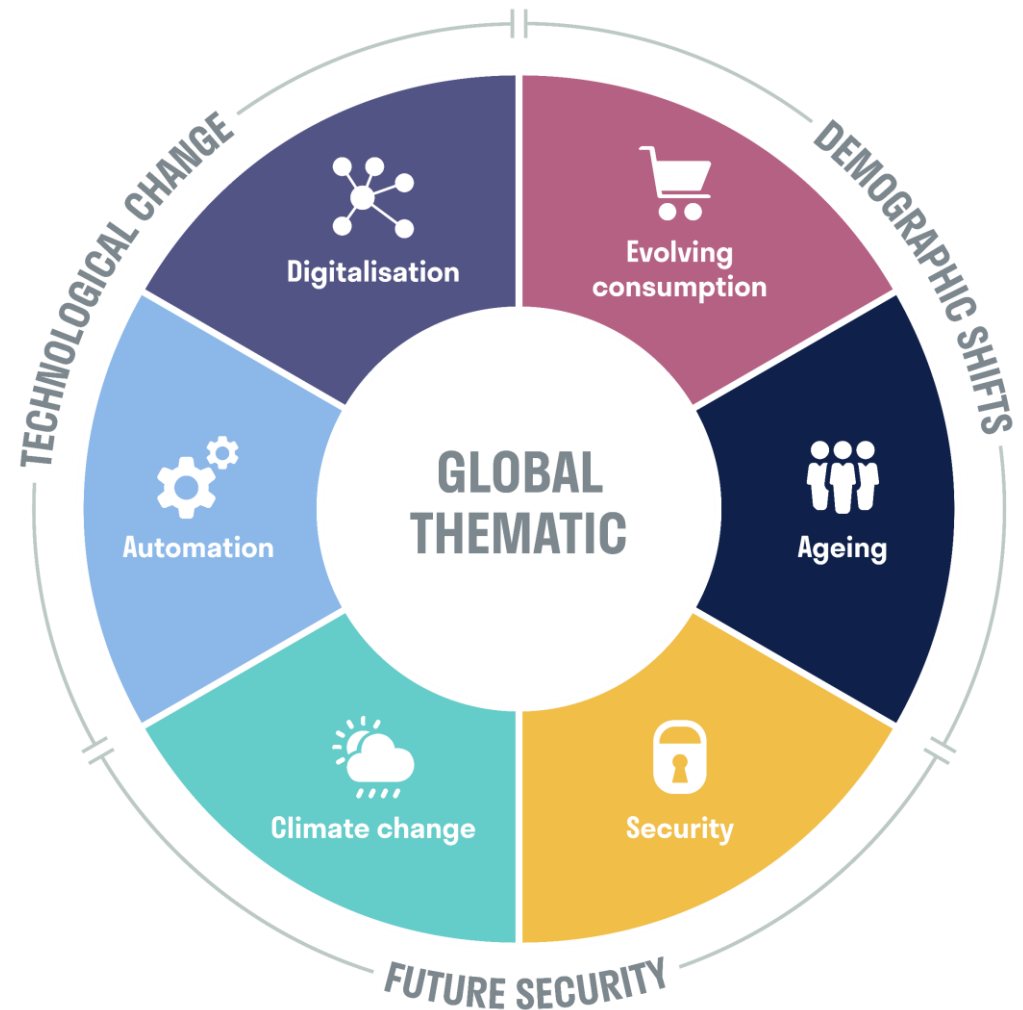 TECHNOLOGICAL CHANGE
DEMOGRAPHIC SHIFTS
Digitalisation
Evolving
consumption
GLOBAL
THEMATIC
Automation
Ageing
Climate change
Security
FUTURE SECURITY